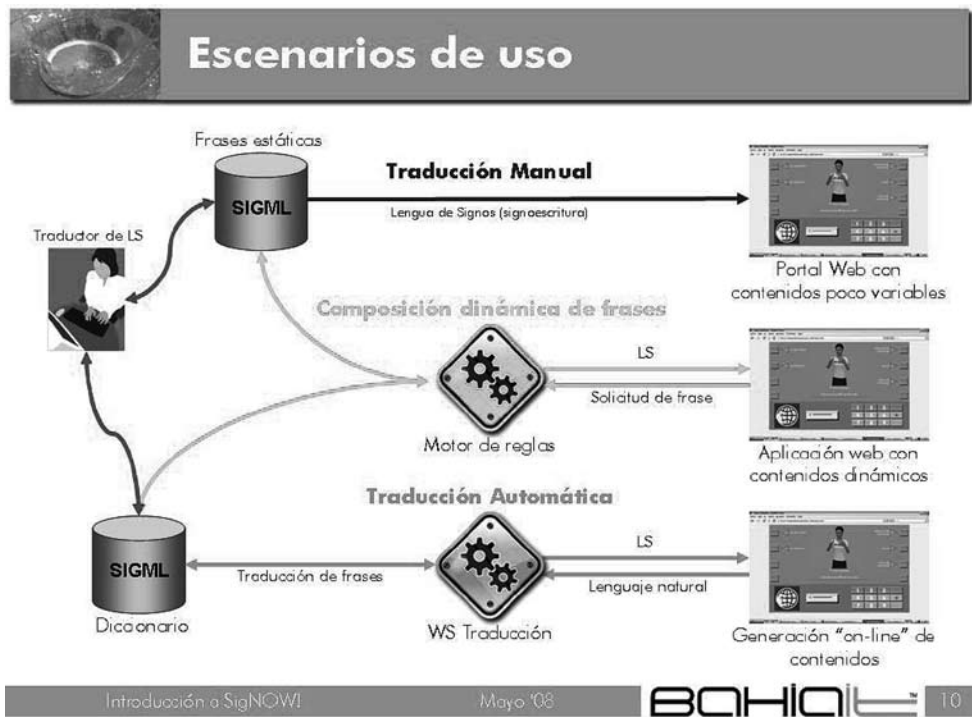 Escenarios de uso
Frases estáticas
SIGML
Traducción Manual
Lengua de Signos (signoescritura)
Traductor de LS
Portal Web con
contenidos poco variables
Composición dinámica de frases
LS
Solicitud de frase
Motor de reglas
Aplicación web con
contenidos dinámicos
Traducción Automática
SIGML
Diccionario
Traducción de frases
LS
Lenguaje natural
WS Traducción
Generación "on-line" de
contenidos
Introducción a SigNOW!
Mayo '08
BAHIAit™
10